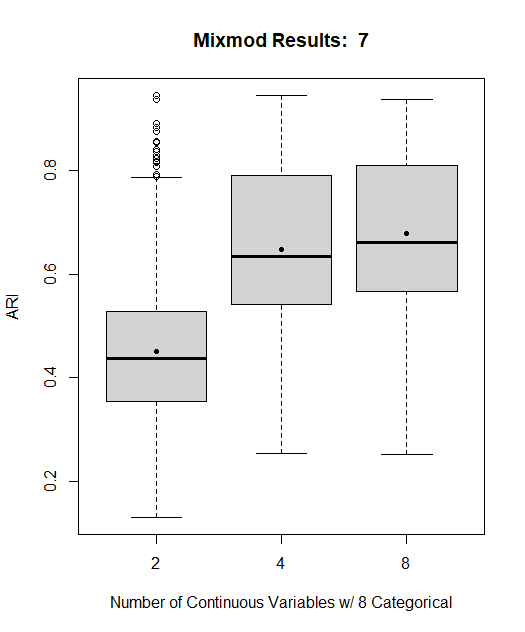 Mixmod Results:  7
ARI
0.8
0.6
0.4
0.2
2 4 8
Number of Continuous Variables w/ 8 Categorical